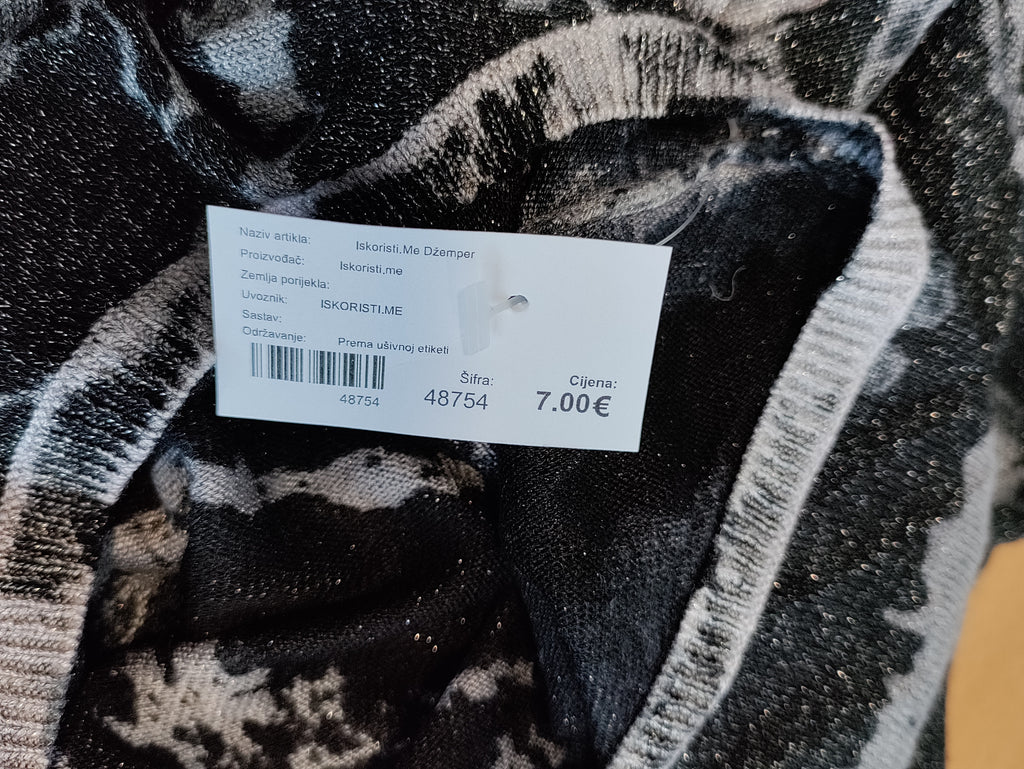 Naziv artikla: Iskoristi.Me Džemper
Proizvođač: Iskoristi.me
Zemlja porijekla:
Uvoznik: ISKORISTI.ME
Sastav:
Održavanje: Prema ušivnoj etiketi
48754
Šifra:
48754
Cijena:
7.00€